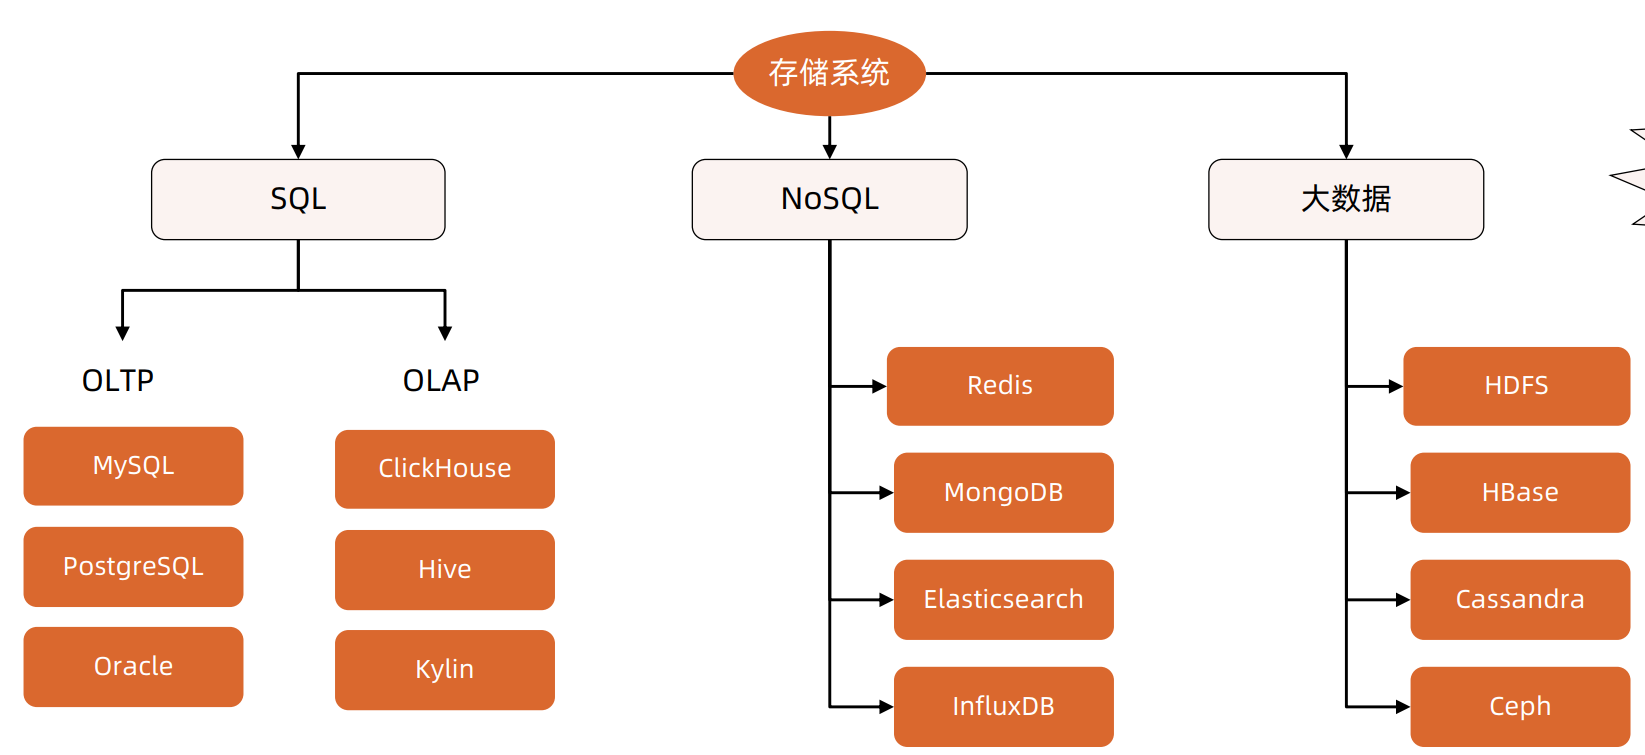 存储系统
SQL
NoSQL
大数据
OLTP
OLAP
MySQL
PostgreSQL
Oracle
ClickHouse
Hive
Kylin
Redis
MongoDB
Elasticsearch
InfluxDB
HDFS
HBase
Cassandra
Ceph